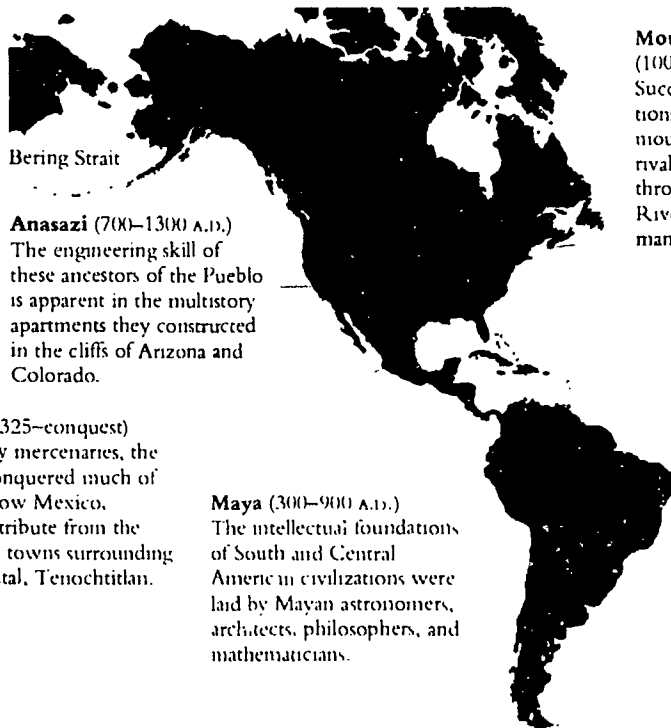 Bering Strait
Anasazi (700–1300 A.D.)
The engineering skill of
these ancestors of the Pueblo
is apparent in the multistory
apartments they constructed
in the cliffs of Arizona and
Colorado.
325–conquest)
y mercenaries, the
nquered much of
ow Mexico,
tribute from the
towns surrounding
tal, Tenochtitlan.
Maya (300–900 A.D.)
The intellectual foundations
of South and Central
American civilizations were
laid by Mayan astronomers,
architects, philosophers, and
mathematicians.
Mou
(100
Succ
tions
mou
rival
thro
Rive
man